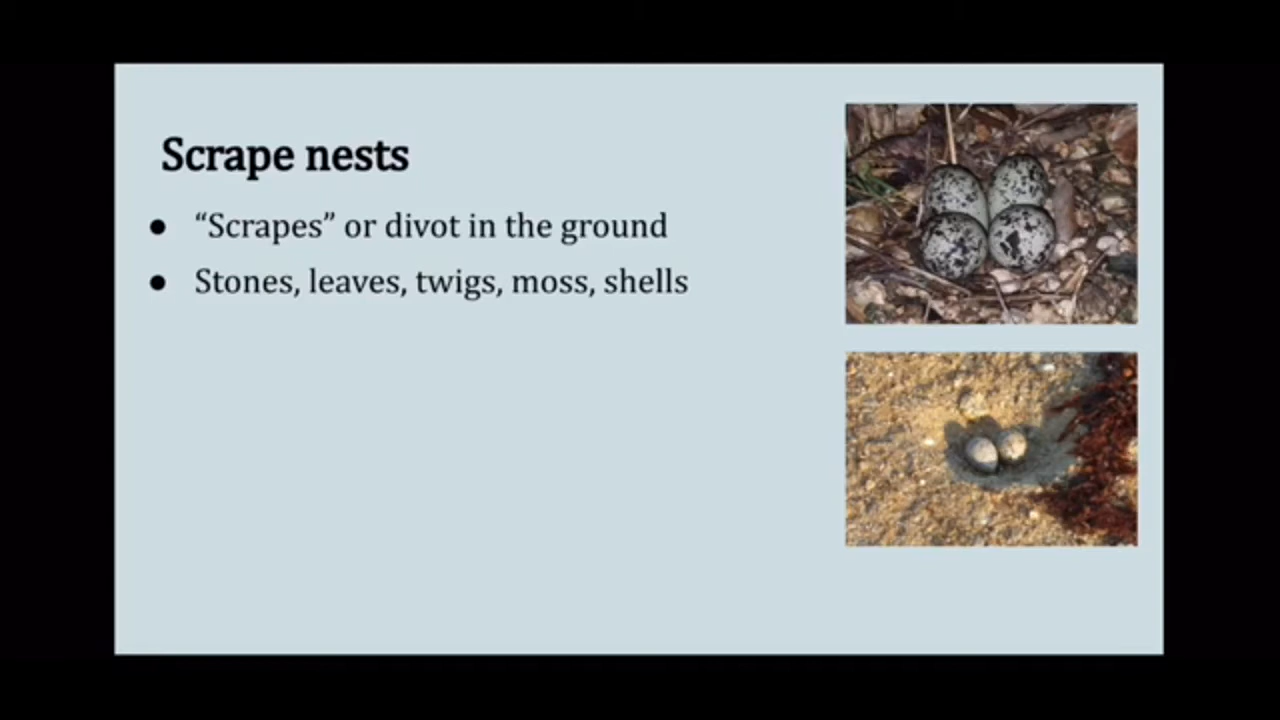 Scrape nests
● “Scrapes” or divot in the ground
● Stones, leaves, twigs, moss, shells